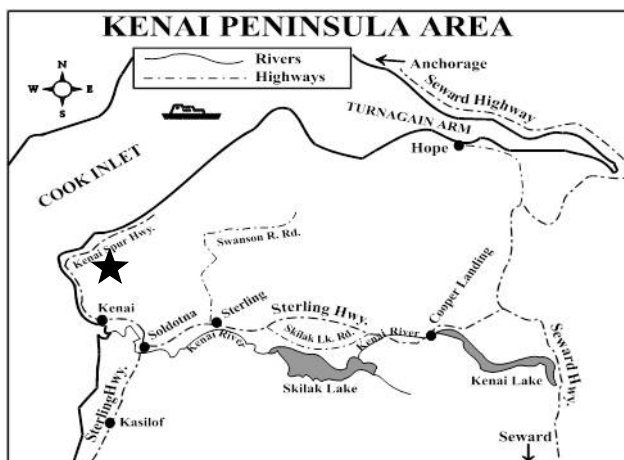 KENAI PENINSULA AREA
Rivers
Highways
N
W
E
S
Anchorage
Seward Highway
TURNAGAIN ARM
Hope
COOK INLET
Kenai Spur Hwy.
Swanson R. Rd.
Kenai
Soldotna
Sterling
Sterling Hwy.
Skilak Lk. Rd.
Kenai River
Kenai River
Cooper Landing
Skilak Lake
Kenai Lake
Seward Hwy.
SterlingHwy.
Kasilof
Seward